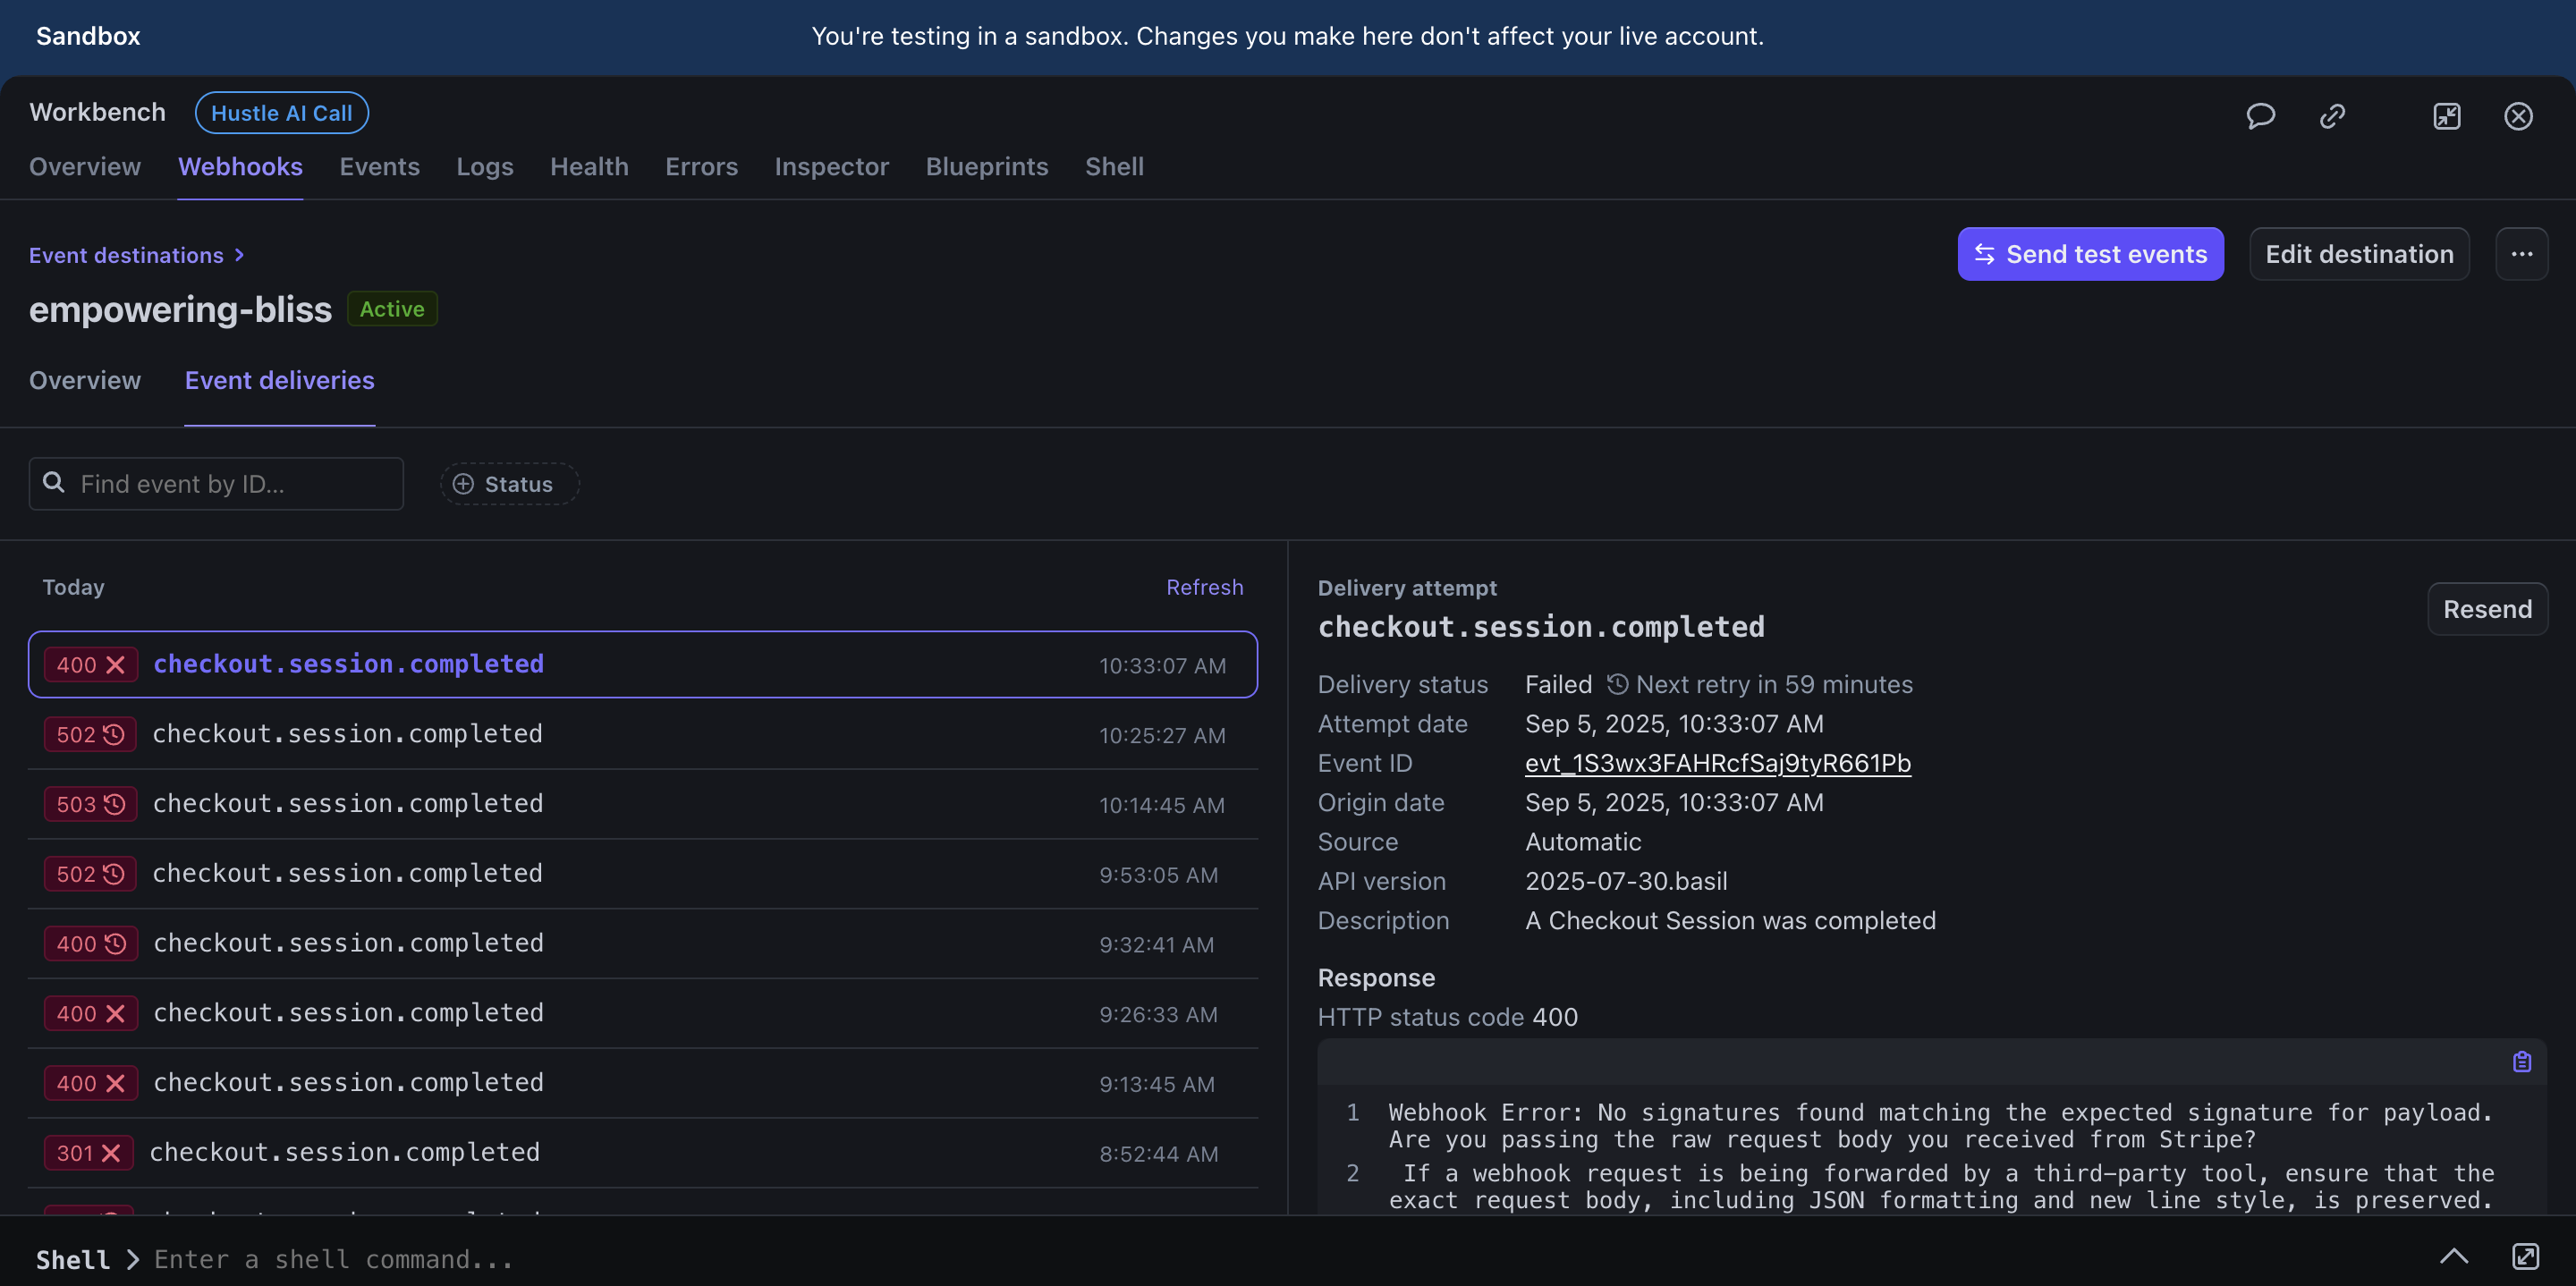 Sandbox
You're testing in a sandbox. Changes you make here don't affect your live account.
Workbench
Hustle AI Call
Overview
Webhooks
Events
Logs
Health
Errors
Inspector
Blueprints
Shell
Event destinations
Send test events
Edit destination
empowering-bliss
Active
Overview
Event deliveries
Find event by ID...
Status
Today
Refresh
400 checkout.session.completed 10:33:07 AM
502 checkout.session.completed 10:25:27 AM
503 checkout.session.completed 10:14:45 AM
502 checkout.session.completed 9:53:05 AM
400 checkout.session.completed 9:32:41 AM
400 checkout.session.completed 9:26:33 AM
400 checkout.session.completed 9:13:45 AM
301 checkout.session.completed 8:52:44 AM
Delivery attempt
checkout.session.completed
Resend
Delivery status Failed Next retry in 59 minutes
Attempt date Sep 5, 2025, 10:33:07 AM
Event ID evt_1S3wx3FAHRcfSaj9tyR661Pb
Origin date Sep 5, 2025, 10:33:07 AM
Source Automatic
API version 2025-07-30.basil
Description A Checkout Session was completed
Response
HTTP status code 400
1 Webhook Error: No signatures found matching the expected signature for payload.
Are you passing the raw request body you received from Stripe?
2 If a webhook request is being forwarded by a third-party tool, ensure that the
exact request body, including JSON formatting and new line style, is preserved.
Shell
Enter a shell command...